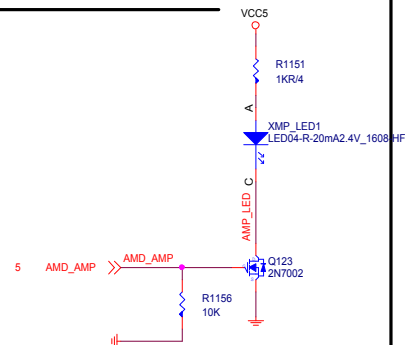 VCC5
R1151
1KR/4
A
XMP_LED1
LED04-R-20mA2.4V_1608-HF
C
AMP_LED
5 AMD_AMP AMD_AMP
Q123
2N7002
R1156
10K